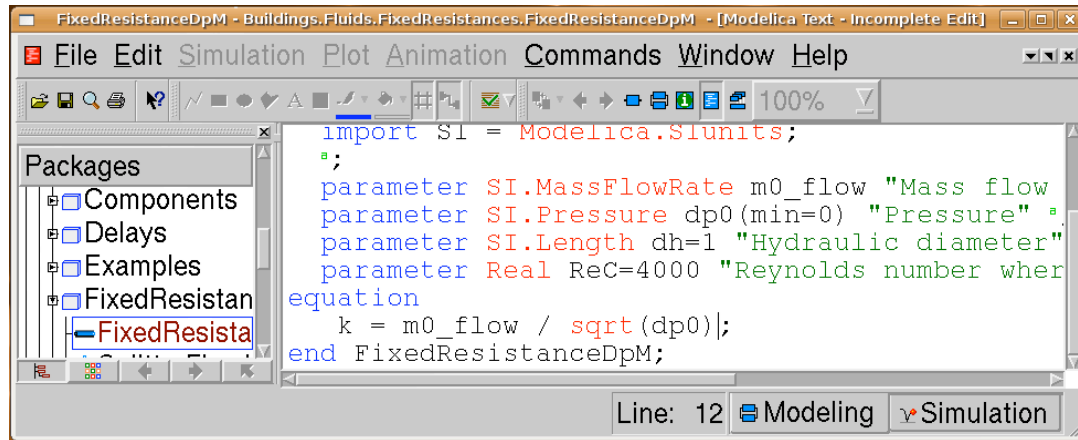 FixedResistanceDpM - Buildings.Fluids.FixedResistances.FixedResistanceDpM - [Modelica Text - Incomplete Edit]
File Edit Simulation Plot Animation Commands Window Help
100%
Packages
Components
Delays
Examples
FixedResistan
FixedResista
import SI = Modelica.SIunits;
;
parameter SI.MassFlowRate m0_flow "Mass flow
parameter SI.Pressure dp0(min=0) "Pressure"
parameter SI.Length dh=1 "Hydraulic diameter"
parameter Real ReC=4000 "Reynolds number wher
equation
k = m0_flow / sqrt(dp0);
end FixedResistanceDpM;
Line: 12 Modeling Simulation